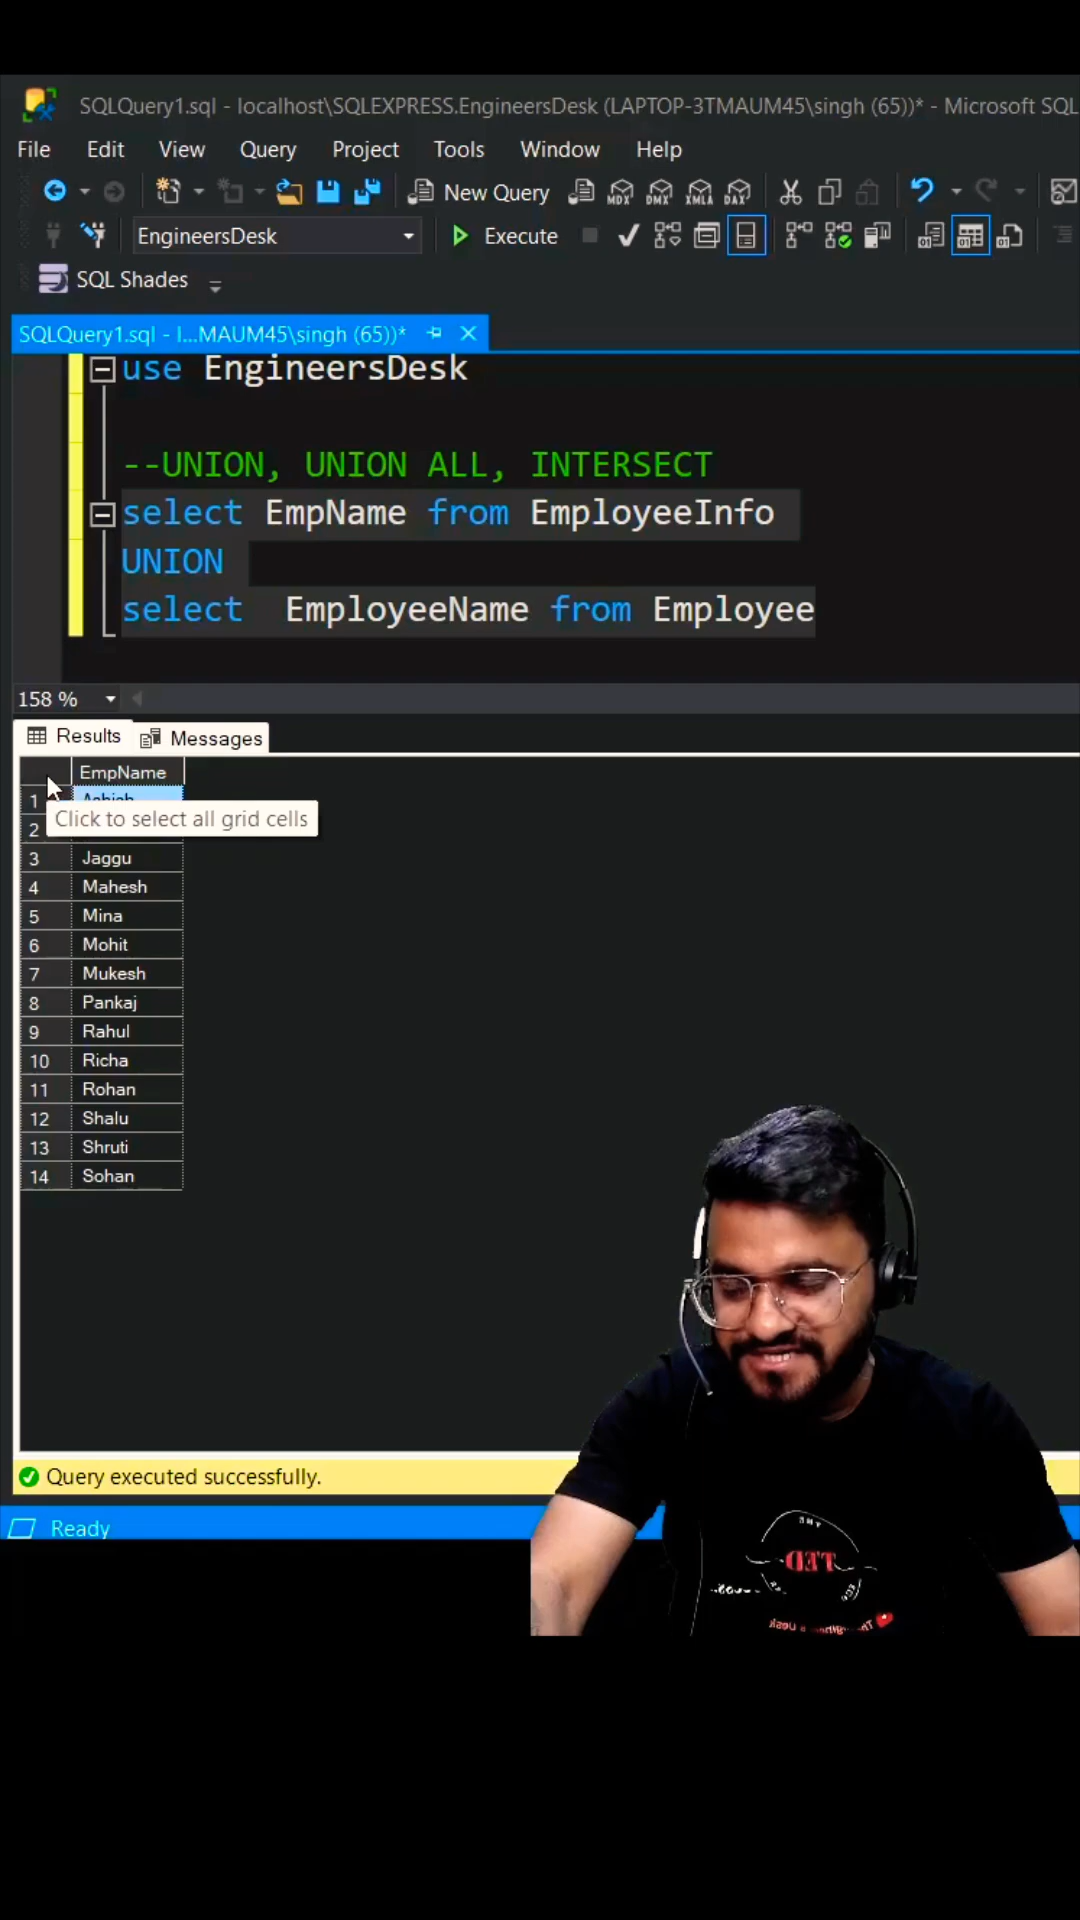 SQLQuery1.sql - localhost\SQLEXPRESS.EngineersDesk (LAPTOP-3TMAUM45\singh (65))* - Microsoft SQL
File Edit View Query Project Tools Window Help
New Query MDX DMX XMLA DAX
EngineersDesk Execute
SQL Shades
SQLQuery1.sql - l...MAUM45\singh (65))*
use EngineersDesk
--UNION, UNION ALL, INTERSECT
select EmpName from EmployeeInfo
UNION
select EmployeeName from Employee
158 %
Results Messages
EmpName
1
Click to select all grid cells
2
3 Jaggu
4 Mahesh
5 Mina
6 Mohit
7 Mukesh
8 Pankaj
9 Rahul
10 Richa
11 Rohan
12 Shalu
13 Shruti
14 Sohan
Query executed successfully.
Ready